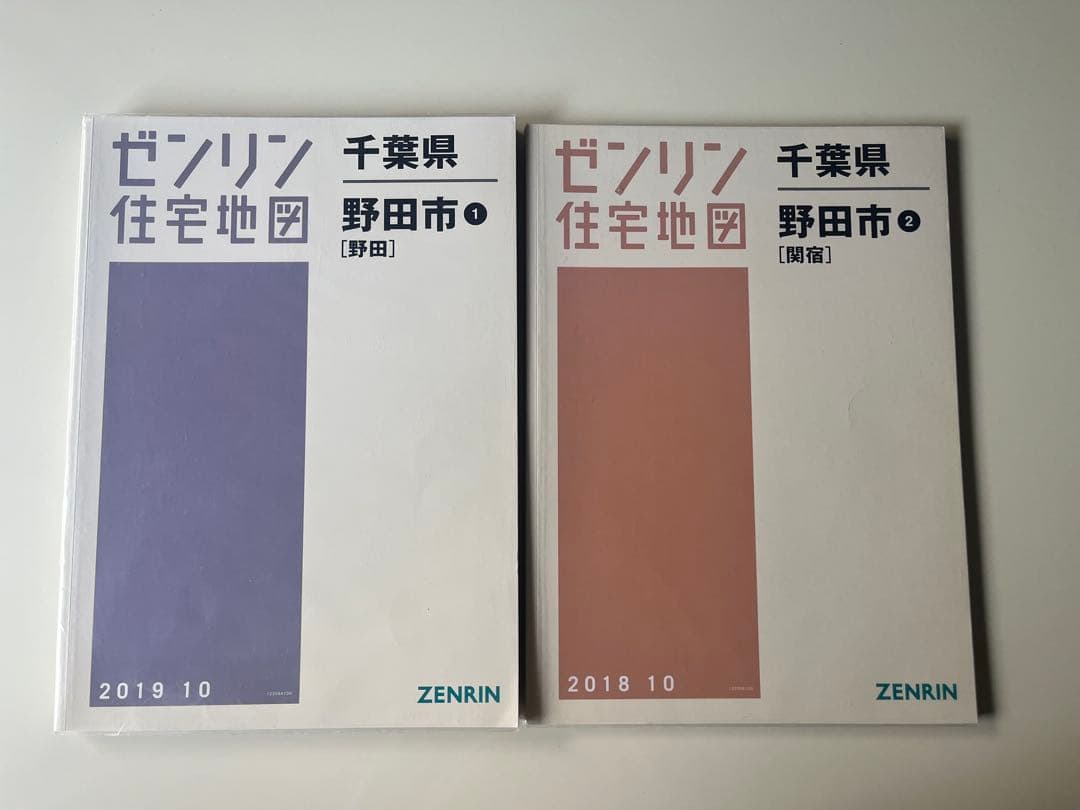 ゼンリン
住宅地図
千葉県
野田市❶
[野田]
2019 10
ZENRIN
ゼンリン
住宅地図
千葉県
野田市❷
[関宿]
2018 10
ZENRIN